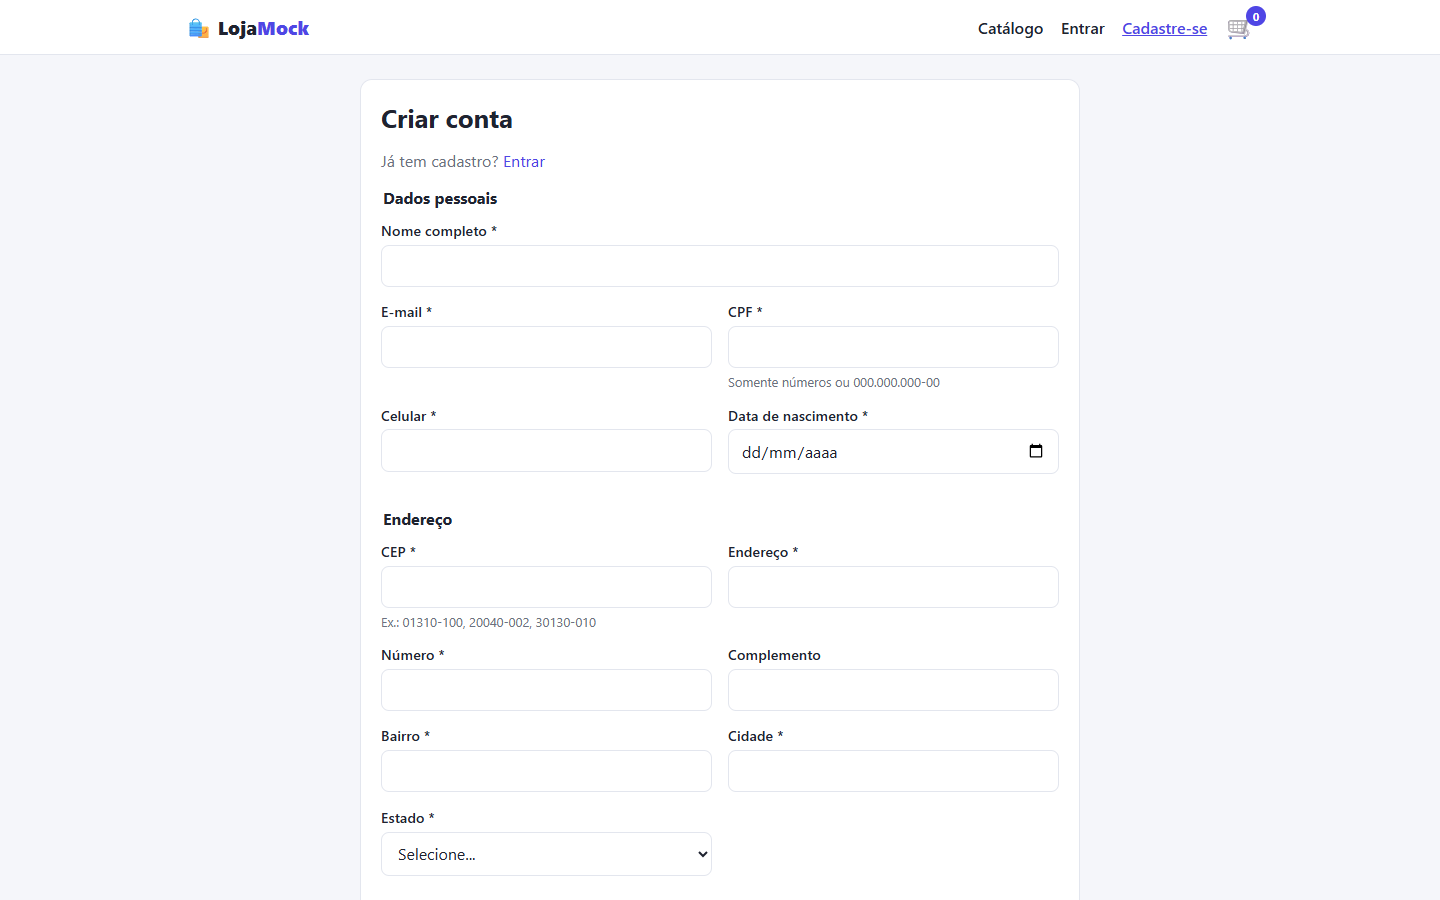 LojaMock
Catálogo Entrar Cadastre-se 0
Criar conta
Já tem cadastro? Entrar
Dados pessoais
Nome completo *
E-mail * CPF *
Somente números ou 000.000.000-00
Celular * Data de nascimento *
dd/mm/aaaa
Endereço
CEP * Endereço *
Ex.: 01310-100, 20040-002, 30130-010
Número * Complemento
Bairro * Cidade *
Estado *
Selecione...